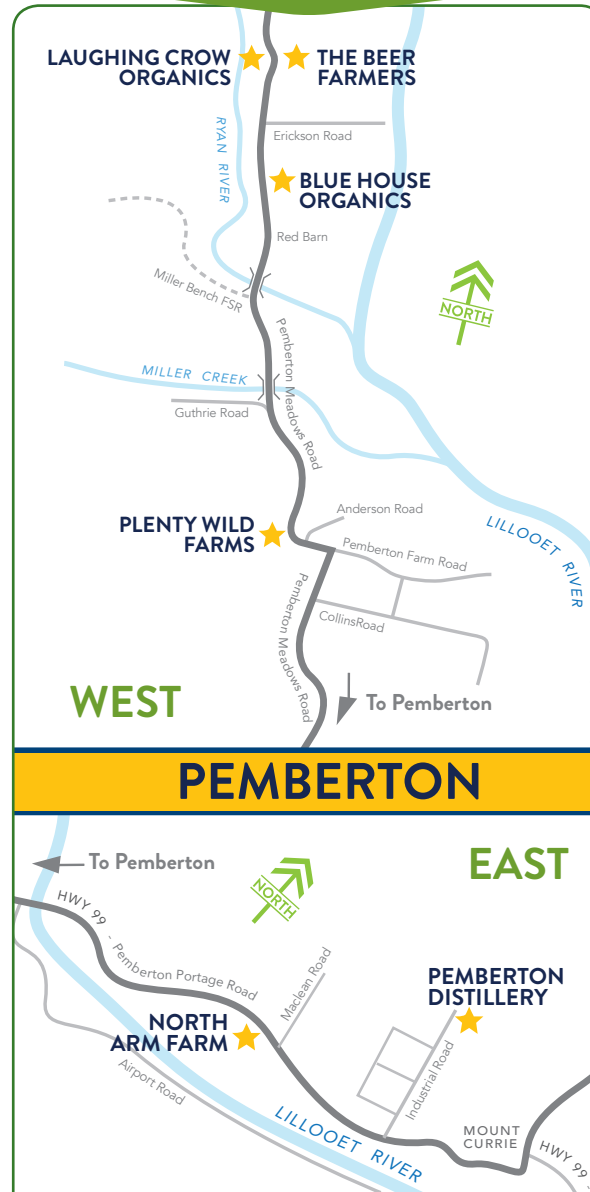 LAUGHING CROW
ORGANICS
THE BEER
FARMERS
RYAN RIVER
Erickson Road
BLUE HOUSE
ORGANICS
Red Barn
Miller Bench FSR
NORTH
Pemberton Meadows Road
MILLER CREEK
Guthrie Road
PLENTY WILD
FARMS
Anderson Road
Pemberton Farm Road
LILLOOET RIVER
Pemberton Meadows Road
CollinsRoad
WEST
To Pemberton
PEMBERTON
To Pemberton
EAST
NORTH
HWY 99 - Pemberton Portage Road
Maclean Road
PEMBERTON
DISTILLERY
NORTH
ARM FARM
Airport Road
Industrial Road
LILLOOET RIVER
MOUNT
CURRIE
HWY 99